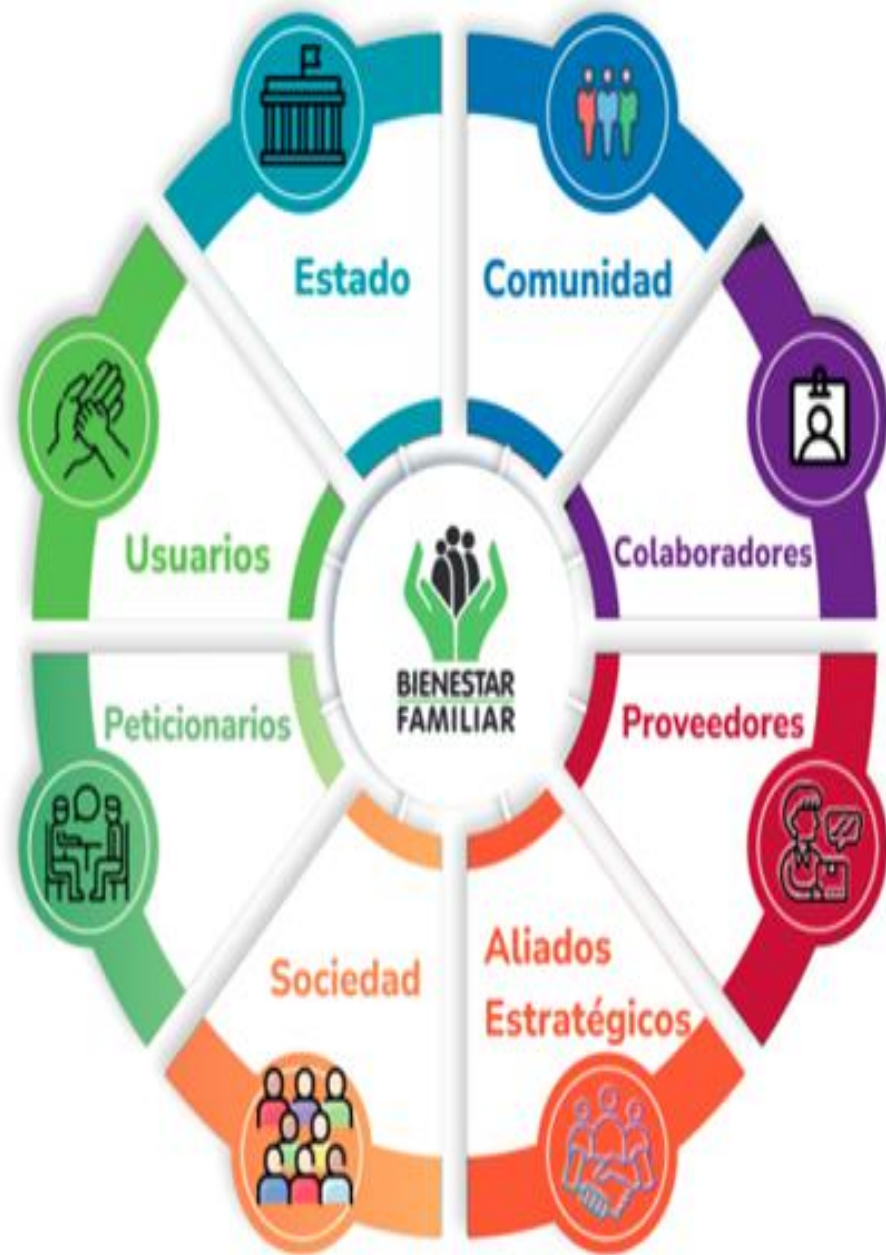 Estado
Comunidad
Colaboradores
Proveedores
Aliados
Estratégicos
Sociedad
Peticionarios
Usuarios
BIENESTAR
FAMILIAR